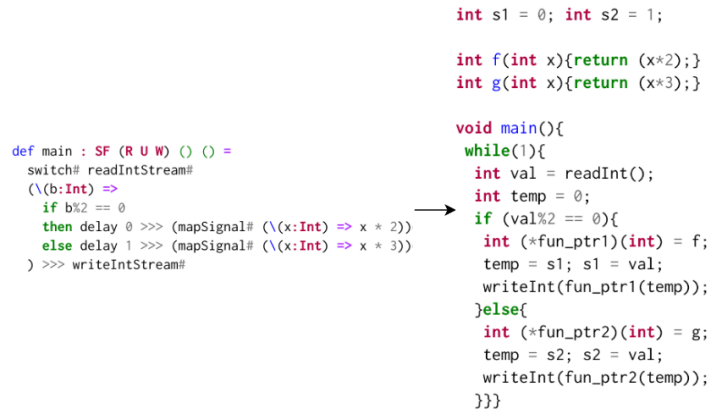 def main : SF (R U W) () () =
switch# readIntStream#
(\(b:Int) =>
if b%2 == 0
then delay 0 >>> (mapSignal# (\(x:Int) => x * 2))
else delay 1 >>> (mapSignal# (\(x:Int) => x * 3))
) >>> writeIntStream#
int s1 = 0; int s2 = 1;
int f(int x){return (x*2);}
int g(int x){return (x*3);}
void main(){
while(1){
int val = readInt();
int temp = 0;
if (val%2 == 0){
int (*fun_ptr1)(int) = f;
temp = s1; s1 = val;
writeInt(fun_ptr1(temp));
}else{
int (*fun_ptr2)(int) = g;
temp = s2; s2 = val;
writeInt(fun_ptr2(temp));
}}}